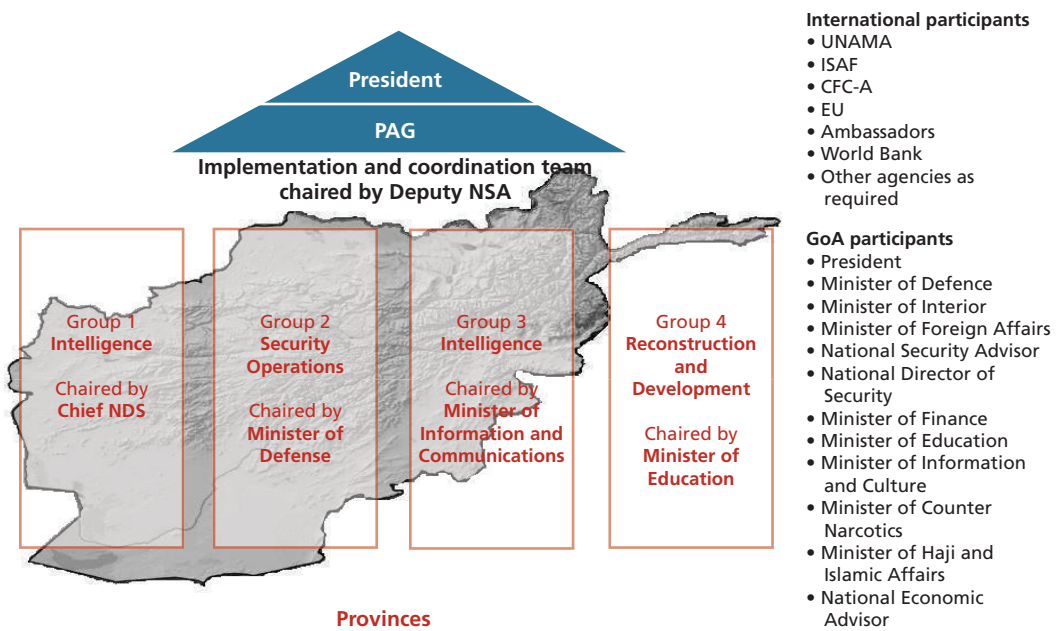 President
PAG
Implementation and coordination team
chaired by Deputy NSA
Group 1
Intelligence
Chaired by
Chief NDS
Group 2
Security
Operations
Chaired by
Minister of
Defense
Group 3
Intelligence
Chaired by
Minister of
Information and
Communications
Group 4
Reconstruction
and
Development
Chaired by
Minister of
Education
Provinces
International participants
• UNAMA
• ISAF
• CFC-A
• EU
• Ambassadors
• World Bank
• Other agencies as
required
GoA participants
• President
• Minister of Defence
• Minister of Interior
• Minister of Foreign Affairs
• National Security Advisor
• National Director of
Security
• Minister of Finance
• Minister of Education
• Minister of Information
and Culture
• Minister of Counter
Narcotics
• Minister of Haji and
Islamic Affairs
• National Economic
Advisor